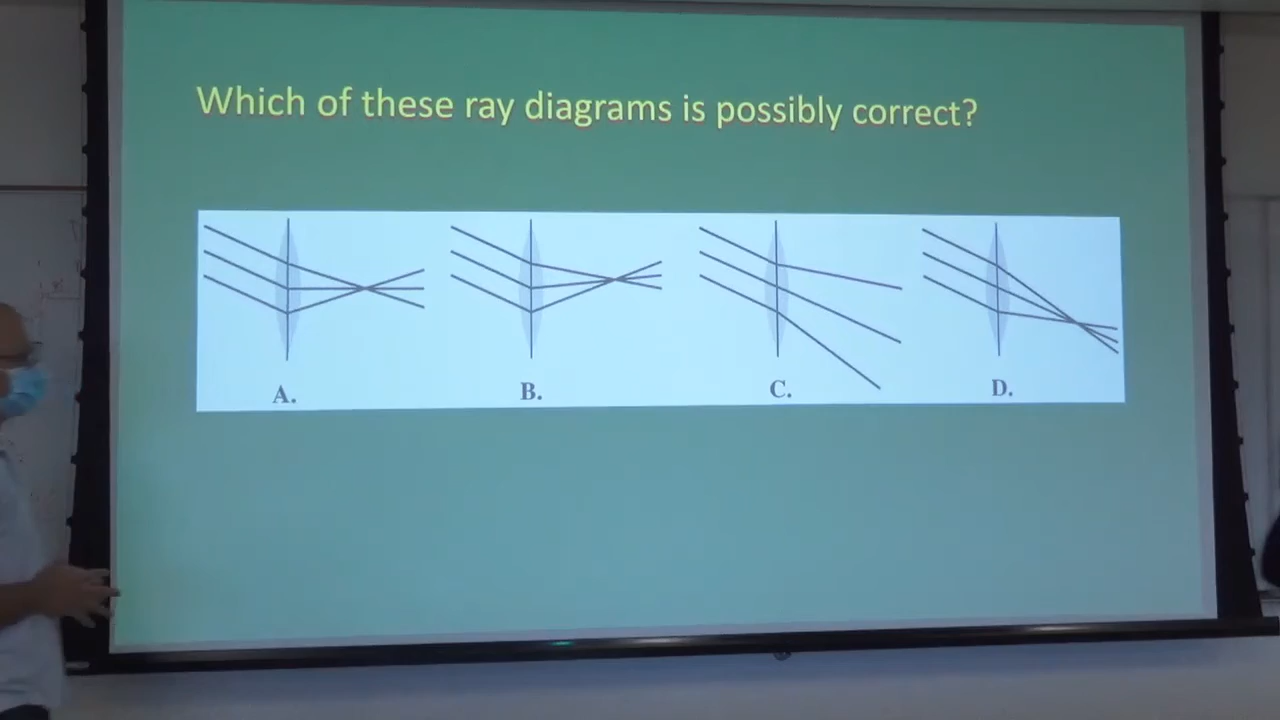 Which of these ray diagrams is possibly correct?
A. B. C. D.